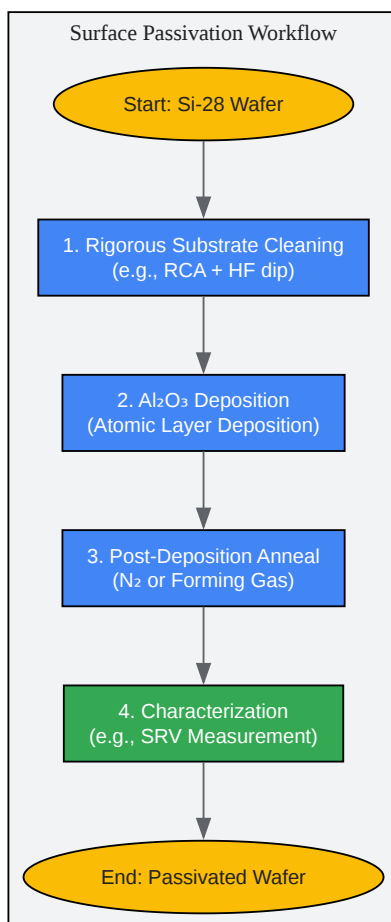 Surface Passivation Workflow
Start: Si-28 Wafer
1. Rigorous Substrate Cleaning
(e.g., RCA + HF dip)
2. Al₂O₃ Deposition
(Atomic Layer Deposition)
3. Post-Deposition Anneal
(N₂ or Forming Gas)
4. Characterization
(e.g., SRV Measurement)
End: Passivated Wafer